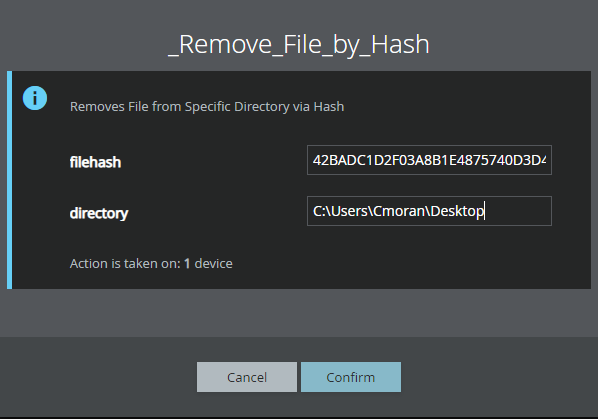 _Remove_File_by_Hash
Removes File from Specific Directory via Hash
filehash
42BADC1D2F03A8B1E4875740D3D4
directory
C:\Users\Cmoran\Desktop
Action is taken on: 1 device
Cancel
Confirm